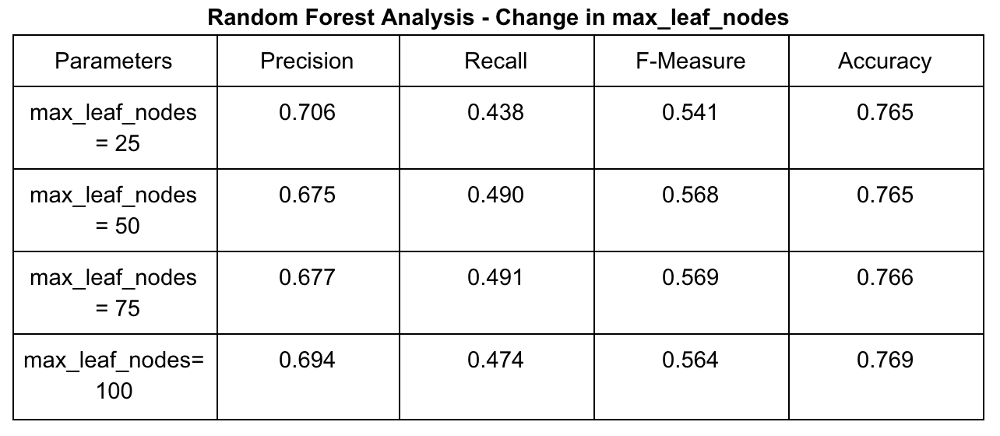 Random Forest Analysis - Change in max_leaf_nodes
Parameters Precision Recall F-Measure Accuracy
max_leaf_nodes 0.706 0.438 0.541 0.765
= 25
max_leaf_nodes 0.675 0.490 0.568 0.765
= 50
max_leaf_nodes 0.677 0.491 0.569 0.766
= 75
max_leaf_nodes= 0.694 0.474 0.564 0.769
100